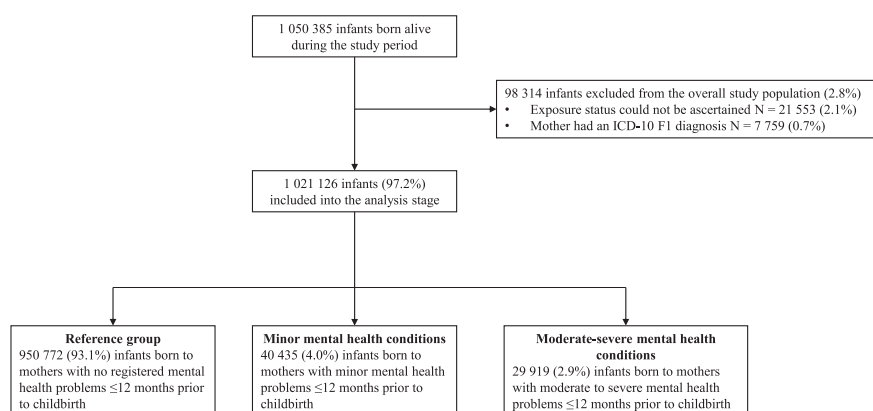 1 050 385 infants born alive
during the study period
98 314 infants excluded from the overall study population (2.8%)
• Exposure status could not be ascertained N = 21 553 (2.1%)
• Mother had an ICD-10 F1 diagnosis N = 7 759 (0.7%)
1 021 126 infants (97.2%)
included into the analysis stage
Reference group
950 772 (93.1%) infants born to
mothers with no registered mental
health problems ≤12 months prior
to childbirth
Minor mental health conditions
40 435 (4.0%) infants born to
mothers with minor mental health
problems ≤12 months prior to
childbirth
Moderate-severe mental health
conditions
29 919 (2.9%) infants born to mothers
with moderate to severe mental health
problems ≤12 months prior to childbirth